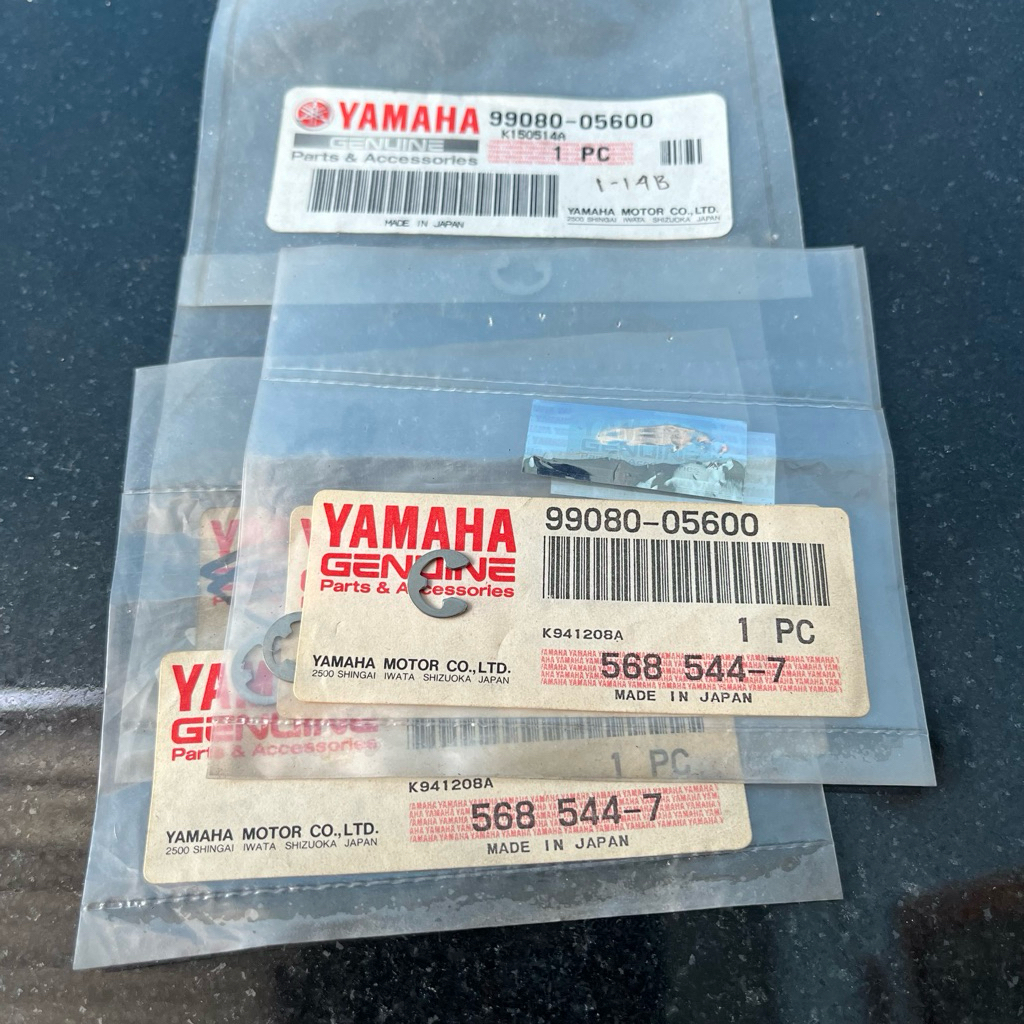 YAMAHA 99080-05600
K150514A
GENUINE 1 PC
Parts & Accessories
1-14B
YAMAHA MOTOR CO.,LTD.
2500 SHINGAI IWATA SHIZUOKA JAPAN
MADE IN JAPAN
YAMAHA 99080-05600
GENUINE
Parts & Accessories
K941208A 1 PC
YAMAHA MOTOR CO.,LTD. 568 544-7
2500 SHINGAI IWATA SHIZUOKA JAPAN
MADE IN JAPAN
YA
GENUINE
Parts & Accessories
1 PC
K941208A
568 544-7
YAMAHA MOTOR CO.,LTD.
2500 SHINGAI IWATA SHIZUOKA JAPAN
MADE IN JAPAN